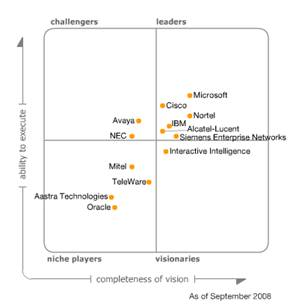 challengers
leaders
Microsoft
Cisco
Nortel
Avaya
IBM
Alcatel-Lucent
NEC
Siemens Enterprise Networks
Interactive Intelligence
Mitel
TeleWare
Aastra Technologies
Oracle
niche players
visionaries
ability to execute
completeness of vision
As of September 2008